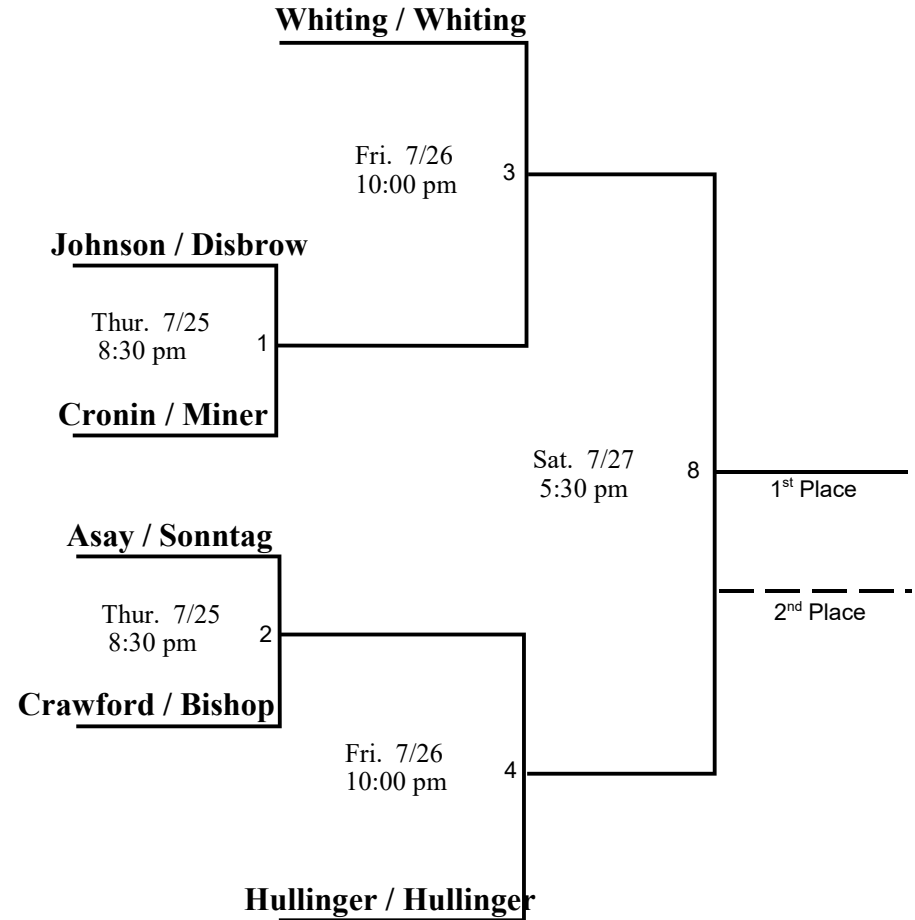 Whiting / Whiting
Fri. 7/26
10:00 pm
3
Johnson / Disbrow
Thur. 7/25
8:30 pm
1
Cronin / Miner
Sat. 7/27
5:30 pm
8
1st Place
Asay / Sonntag
Thur. 7/25
8:30 pm
2
2nd Place
Crawford / Bishop
Fri. 7/26
10:00 pm
4
Hullinger / Hullinger